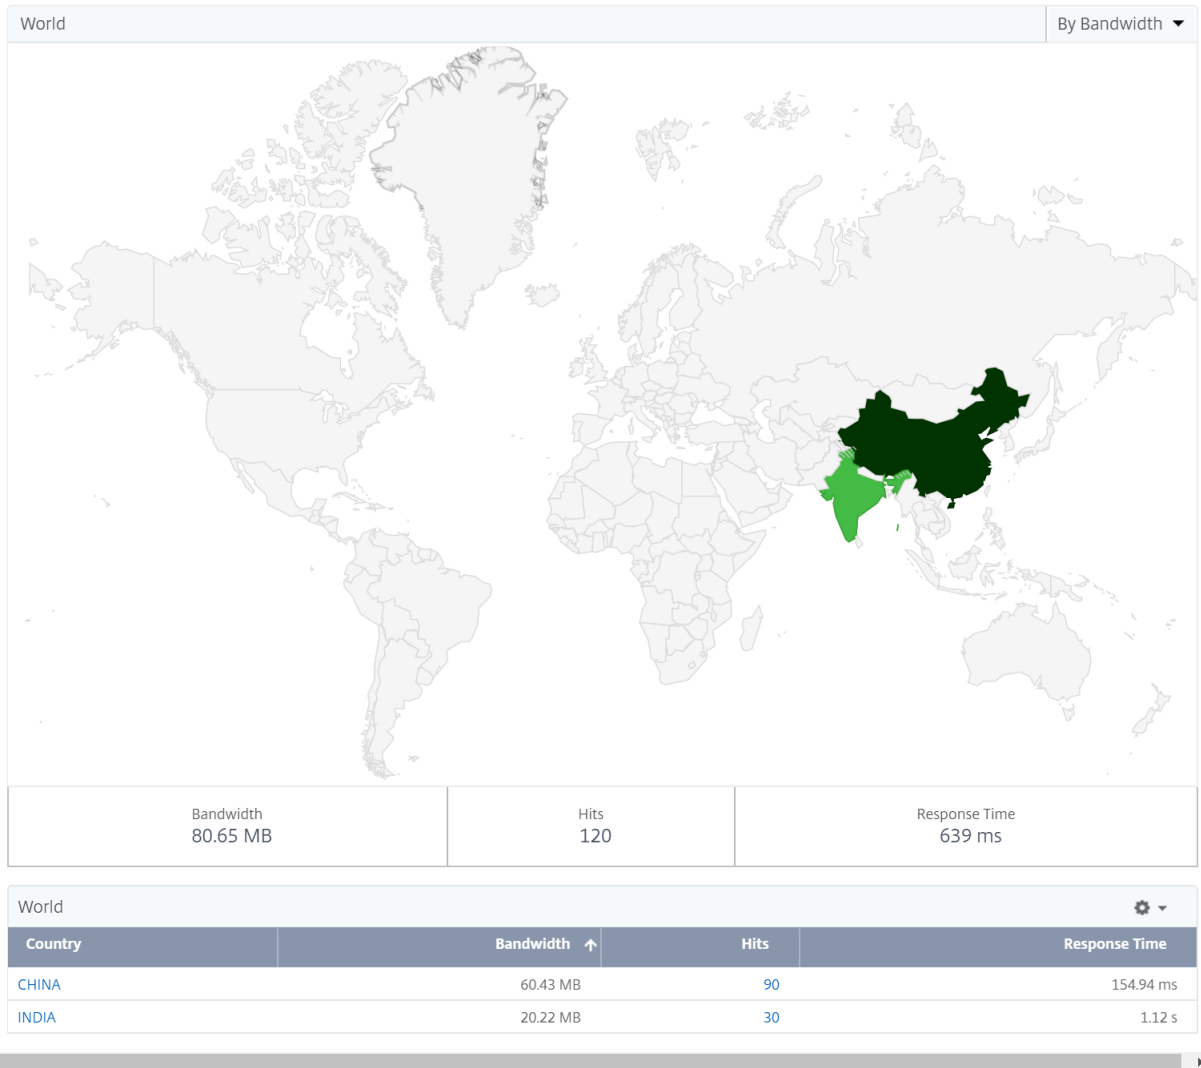 World By Bandwidth
Bandwidth Hits Response Time
80.65 MB 120 639 ms
World
Country Bandwidth Hits Response Time
CHINA 60.43 MB 90 154.94 ms
INDIA 20.22 MB 30 1.12 s